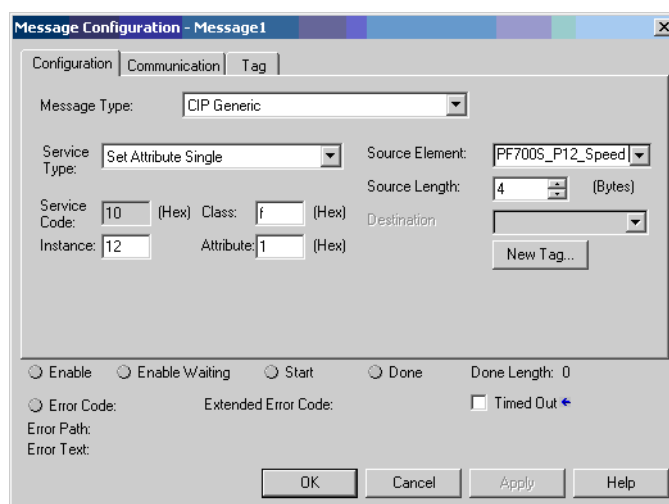 Message Configuration - Message1
Configuration Communication Tag
Message Type: CIP Generic
Service Type: Set Attribute Single
Source Element: PF700S_P12_Speed
Source Length: 4 (Bytes)
Service Code: 10 (Hex) Class: f (Hex)
Destination
Instance: 12 Attribute: 1 (Hex)
New Tag...
Enable Enable Waiting Start Done Done Length: 0
Error Code: Extended Error Code: Timed Out
Error Path:
Error Text:
OK Cancel Apply Help